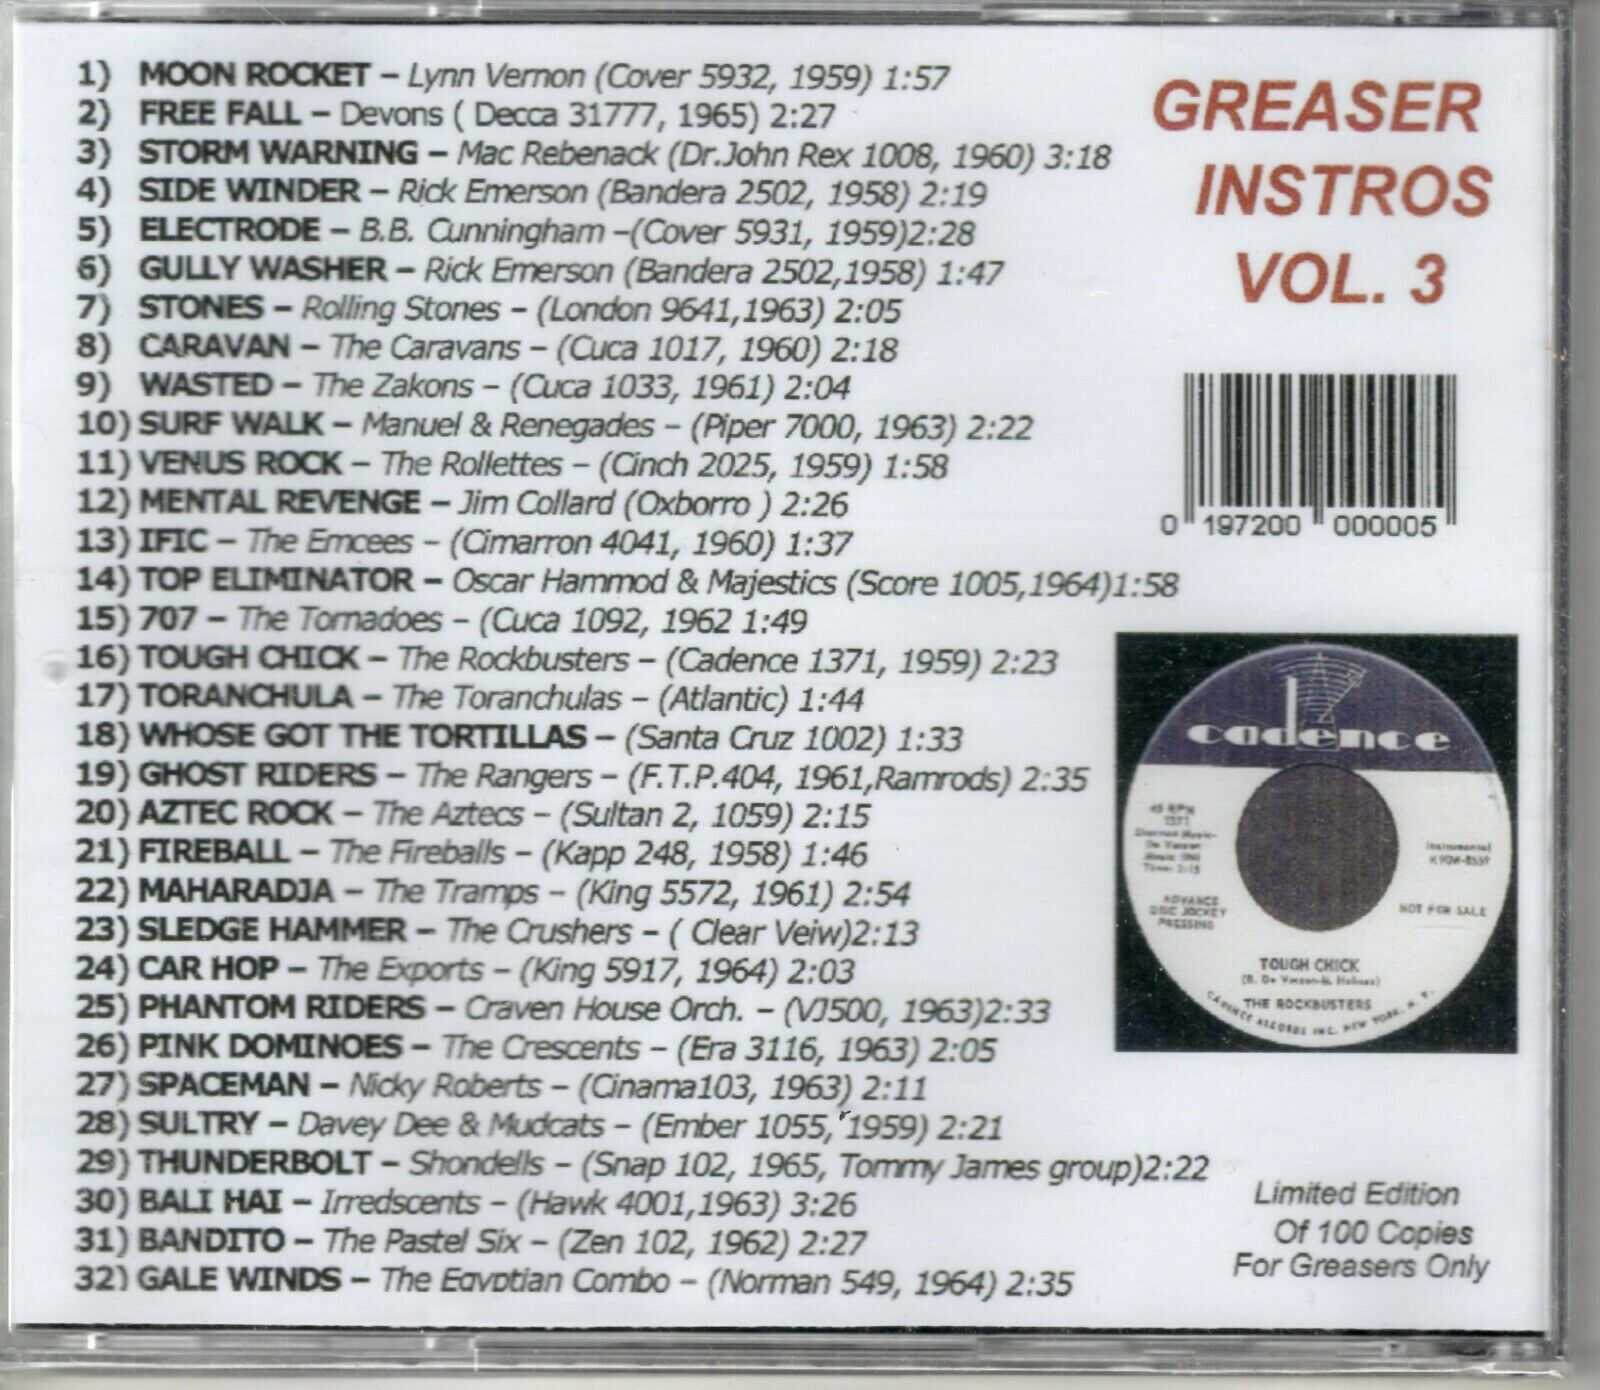 1) MOON ROCKET – Lynn Vernon (Cover 5932, 1959) 1:57
2) FREE FALL – Devons ( Decca 31777, 1965) 2:27
3) STORM WARNING – Mac Rebenack (Dr.John Rex 1008, 1960) 3:18
4) SIDE WINDER – Rick Emerson (Bandera 2502, 1958) 2:19
5) ELECTRODE – B.B. Cunningham –(Cover 5931, 1959)2:28
6) GULLY WASHER – Rick Emerson (Bandera 2502,1958) 1:47
7) STONES – Rolling Stones – (London 9641,1963) 2:05
8) CARAVAN – The Caravans – (Cuca 1017, 1960) 2:18
9) WASTED – The Zakons – (Cuca 1033, 1961) 2:04
10) SURF WALK – Manuel & Renegades – (Piper 7000, 1963) 2:22
11) VENUS ROCK – The Rollettes – (Cinch 2025, 1959) 1:58
12) MENTAL REVENGE – Jim Collard (Oxborro ) 2:26
13) IFIC – The Emcees – (Cimarron 4041, 1960) 1:37
14) TOP ELIMINATOR – Oscar Hammod & Majestics (Score 1005,1964)1:58
15) 707 – The Tornadoes – (Cuca 1092, 1962 1:49
16) TOUGH CHICK – The Rockbusters – (Cadence 1371, 1959) 2:23
17) TORANCHULA – The Toranchulas – (Atlantic) 1:44
18) WHOSE GOT THE TORTILLAS – (Santa Cruz 1002) 1:33
19) GHOST RIDERS – The Rangers – (F.T.P.404, 1961,Ramrods) 2:35
20) AZTEC ROCK – The Aztecs – (Sultan 2, 1059) 2:15
21) FIREBALL – The Fireballs – (Kapp 248, 1958) 1:46
22) MAHARADJA – The Tramps – (King 5572, 1961) 2:54
23) SLEDGE HAMMER – The Crushers – ( Clear Veiw)2:13
24) CAR HOP – The Exports – (King 5917, 1964) 2:03
25) PHANTOM RIDERS – Craven House Orch. – (VJ500, 1963)2:33
26) PINK DOMINOES – The Crescents – (Era 3116, 1963) 2:05
27) SPACEMAN – Nicky Roberts – (Cinama103, 1963) 2:11
28) SULTRY – Davey Dee & Mudcats – (Ember 1055, 1959) 2:21
29) THUNDERBOLT – Shondells – (Snap 102, 1965, Tommy James group)2:22
30) BALI HAI – Irredscents – (Hawk 4001,1963) 3:26
31) BANDITO – The Pastel Six – (Zen 102, 1962) 2:27
32) GALE WINDS – The Egyptian Combo – (Norman 549, 1964) 2:35
GREASER
INSTROS
VOL. 3
0 197200 000005
cadence
45 RPM
1371
Instrumental
ADVANCE
DISC JOCKEY
PRESSING
NOT FOR SALE
TOUGH CHICK
THE ROCKBUSTERS
CADENCE RECORDS INC. NEW YORK, N. Y.
Limited Edition
Of 100 Copies
For Greasers Only